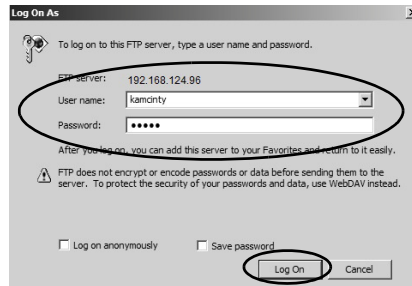 Log On As
To log on to this FTP server, type a user name and password.
FTP server: 192.168.124.96
User name: kamcinty
Password: •••••
After you log on, you can add this server to your Favorites and return to it easily.
FTP does not encrypt or encode passwords or data before sending them to the
server. To protect the security of your passwords and data, use WebDAV instead.
Log on anonymously Save password
Log On Cancel